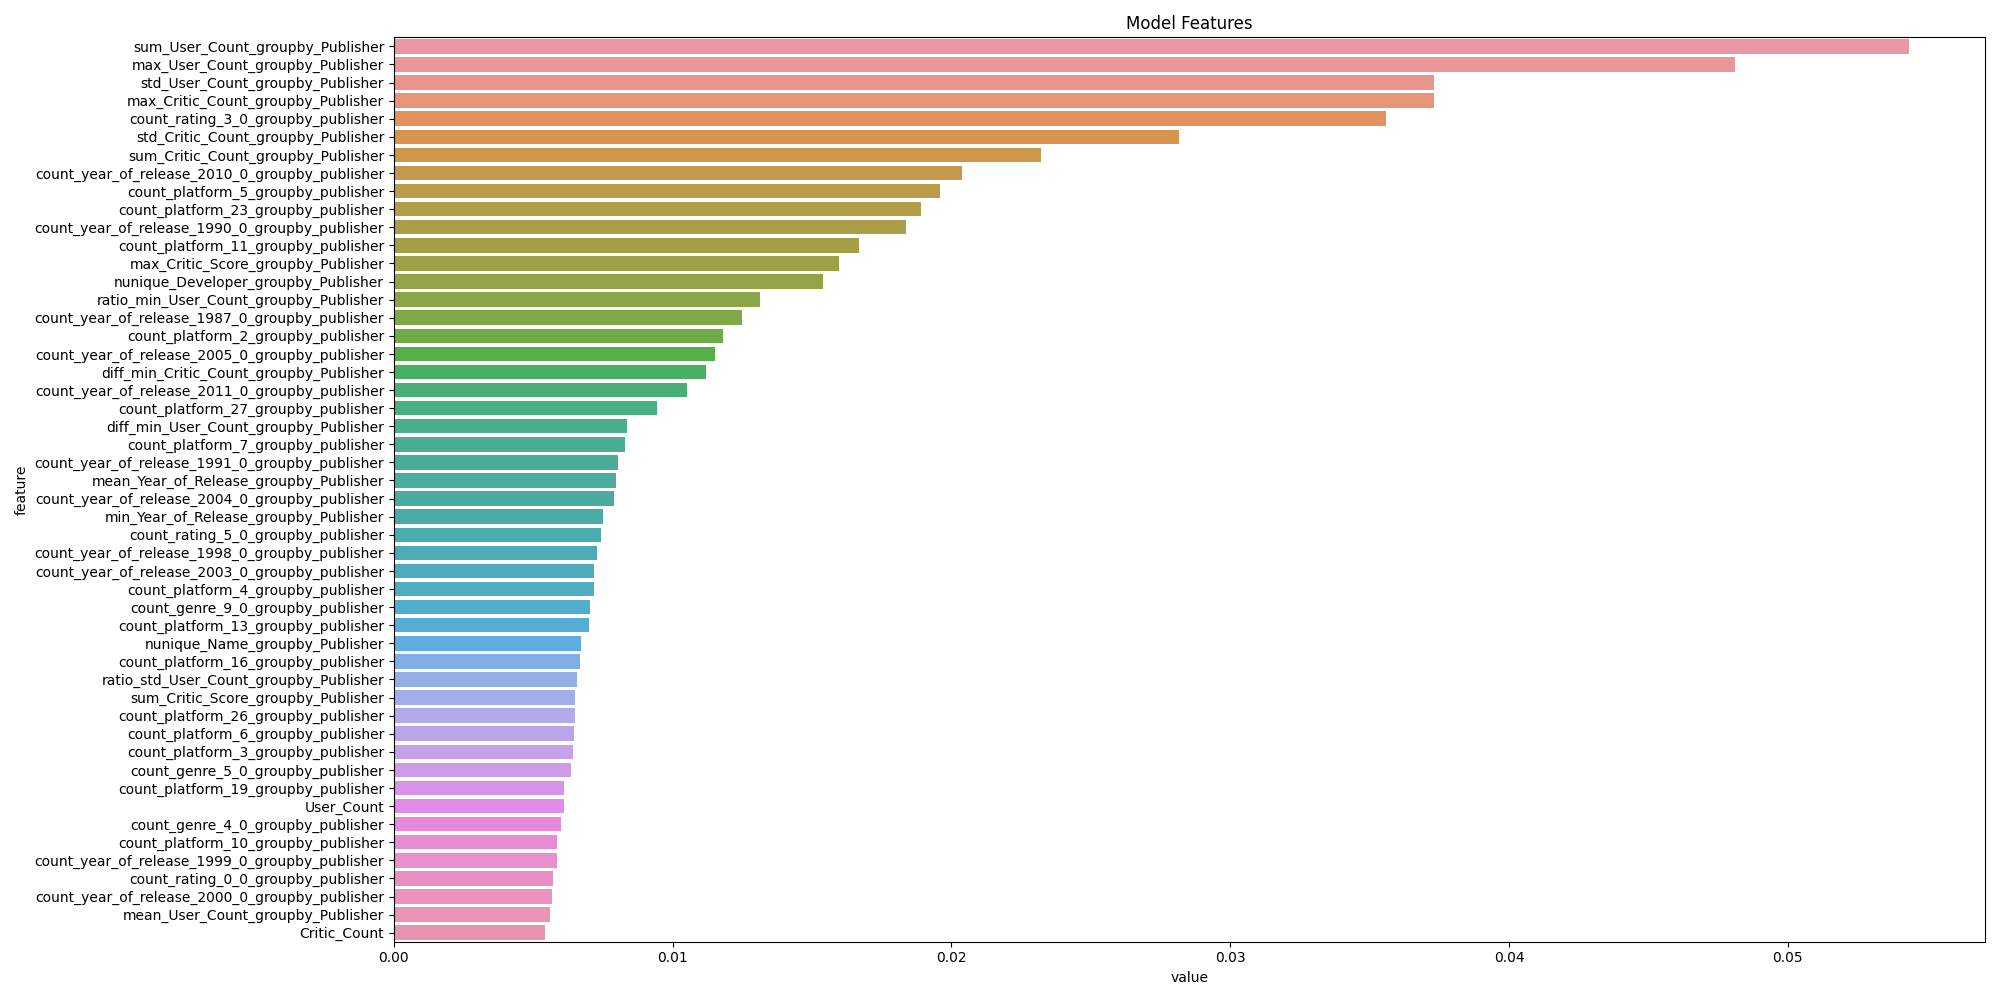 Model Features
sum_User_Count_groupby_Publisher
max_User_Count_groupby_Publisher
std_User_Count_groupby_Publisher
max_Critic_Count_groupby_Publisher
count_rating_3_0_groupby_publisher
std_Critic_Count_groupby_Publisher
sum_Critic_Count_groupby_Publisher
count_year_of_release_2010_0_groupby_publisher
count_platform_5_groupby_publisher
count_platform_23_groupby_publisher
count_year_of_release_1990_0_groupby_publisher
count_platform_11_groupby_publisher
max_Critic_Score_groupby_Publisher
nunique_Developer_groupby_Publisher
ratio_min_User_Count_groupby_Publisher
count_year_of_release_1987_0_groupby_publisher
count_platform_2_groupby_publisher
count_year_of_release_2005_0_groupby_publisher
diff_min_Critic_Count_groupby_Publisher
count_year_of_release_2011_0_groupby_publisher
count_platform_27_groupby_publisher
diff_min_User_Count_groupby_Publisher
count_platform_7_groupby_publisher
count_year_of_release_1991_0_groupby_publisher
mean_Year_of_Release_groupby_Publisher
count_year_of_release_2004_0_groupby_publisher
min_Year_of_Release_groupby_Publisher
count_rating_5_0_groupby_publisher
count_year_of_release_1998_0_groupby_publisher
count_year_of_release_2003_0_groupby_publisher
count_platform_4_groupby_publisher
count_genre_9_0_groupby_publisher
count_platform_13_groupby_publisher
nunique_Name_groupby_Publisher
count_platform_16_groupby_publisher
ratio_std_User_Count_groupby_Publisher
sum_Critic_Score_groupby_Publisher
count_platform_26_groupby_publisher
count_platform_6_groupby_publisher
count_platform_3_groupby_publisher
count_genre_5_0_groupby_publisher
count_platform_19_groupby_publisher
User_Count
count_genre_4_0_groupby_publisher
count_platform_10_groupby_publisher
count_year_of_release_1999_0_groupby_publisher
count_rating_0_0_groupby_publisher
count_year_of_release_2000_0_groupby_publisher
mean_User_Count_groupby_Publisher
Critic_Count
feature
0.00 0.01 0.02 0.03 0.04 0.05
value